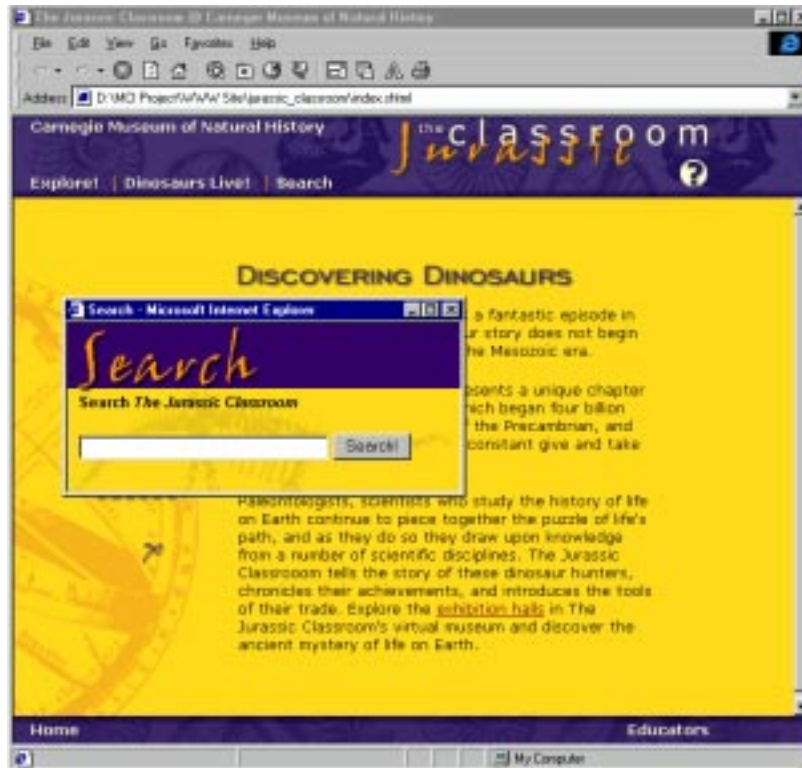 The Jurassic Classroom @ Carnegie Museum of Natural History
File Edit View Go Favorites Help
Address D:\MCI Project\WWW Site\jurassic_classroom\index.shtml
Carnegie Museum of Natural History
the classroom
Jurassic
?
Explore! | Dinosaurs Live! | Search
DISCOVERING DINOSAURS
Search - Microsoft Internet Explorer
Search
Search The Jurassic Classroom
Search!
a fantastic episode in
ur story does not begin
he Mesozoic era.
esents a unique chapter
hich began four billion
the Precambrian, and
constant give and take
Paleontologists, scientists who study the history of life
on Earth continue to piece together the puzzle of life's
path, and as they do so they draw upon knowledge
from a number of scientific disciplines. The Jurassic
Classrooom tells the story of these dinosaur hunters,
chronicles their achievements, and introduces the tools
of their trade. Explore the exhibition halls in The
Jurassic Classroom's virtual museum and discover the
ancient mystery of life on Earth.
Home Educators
My Computer